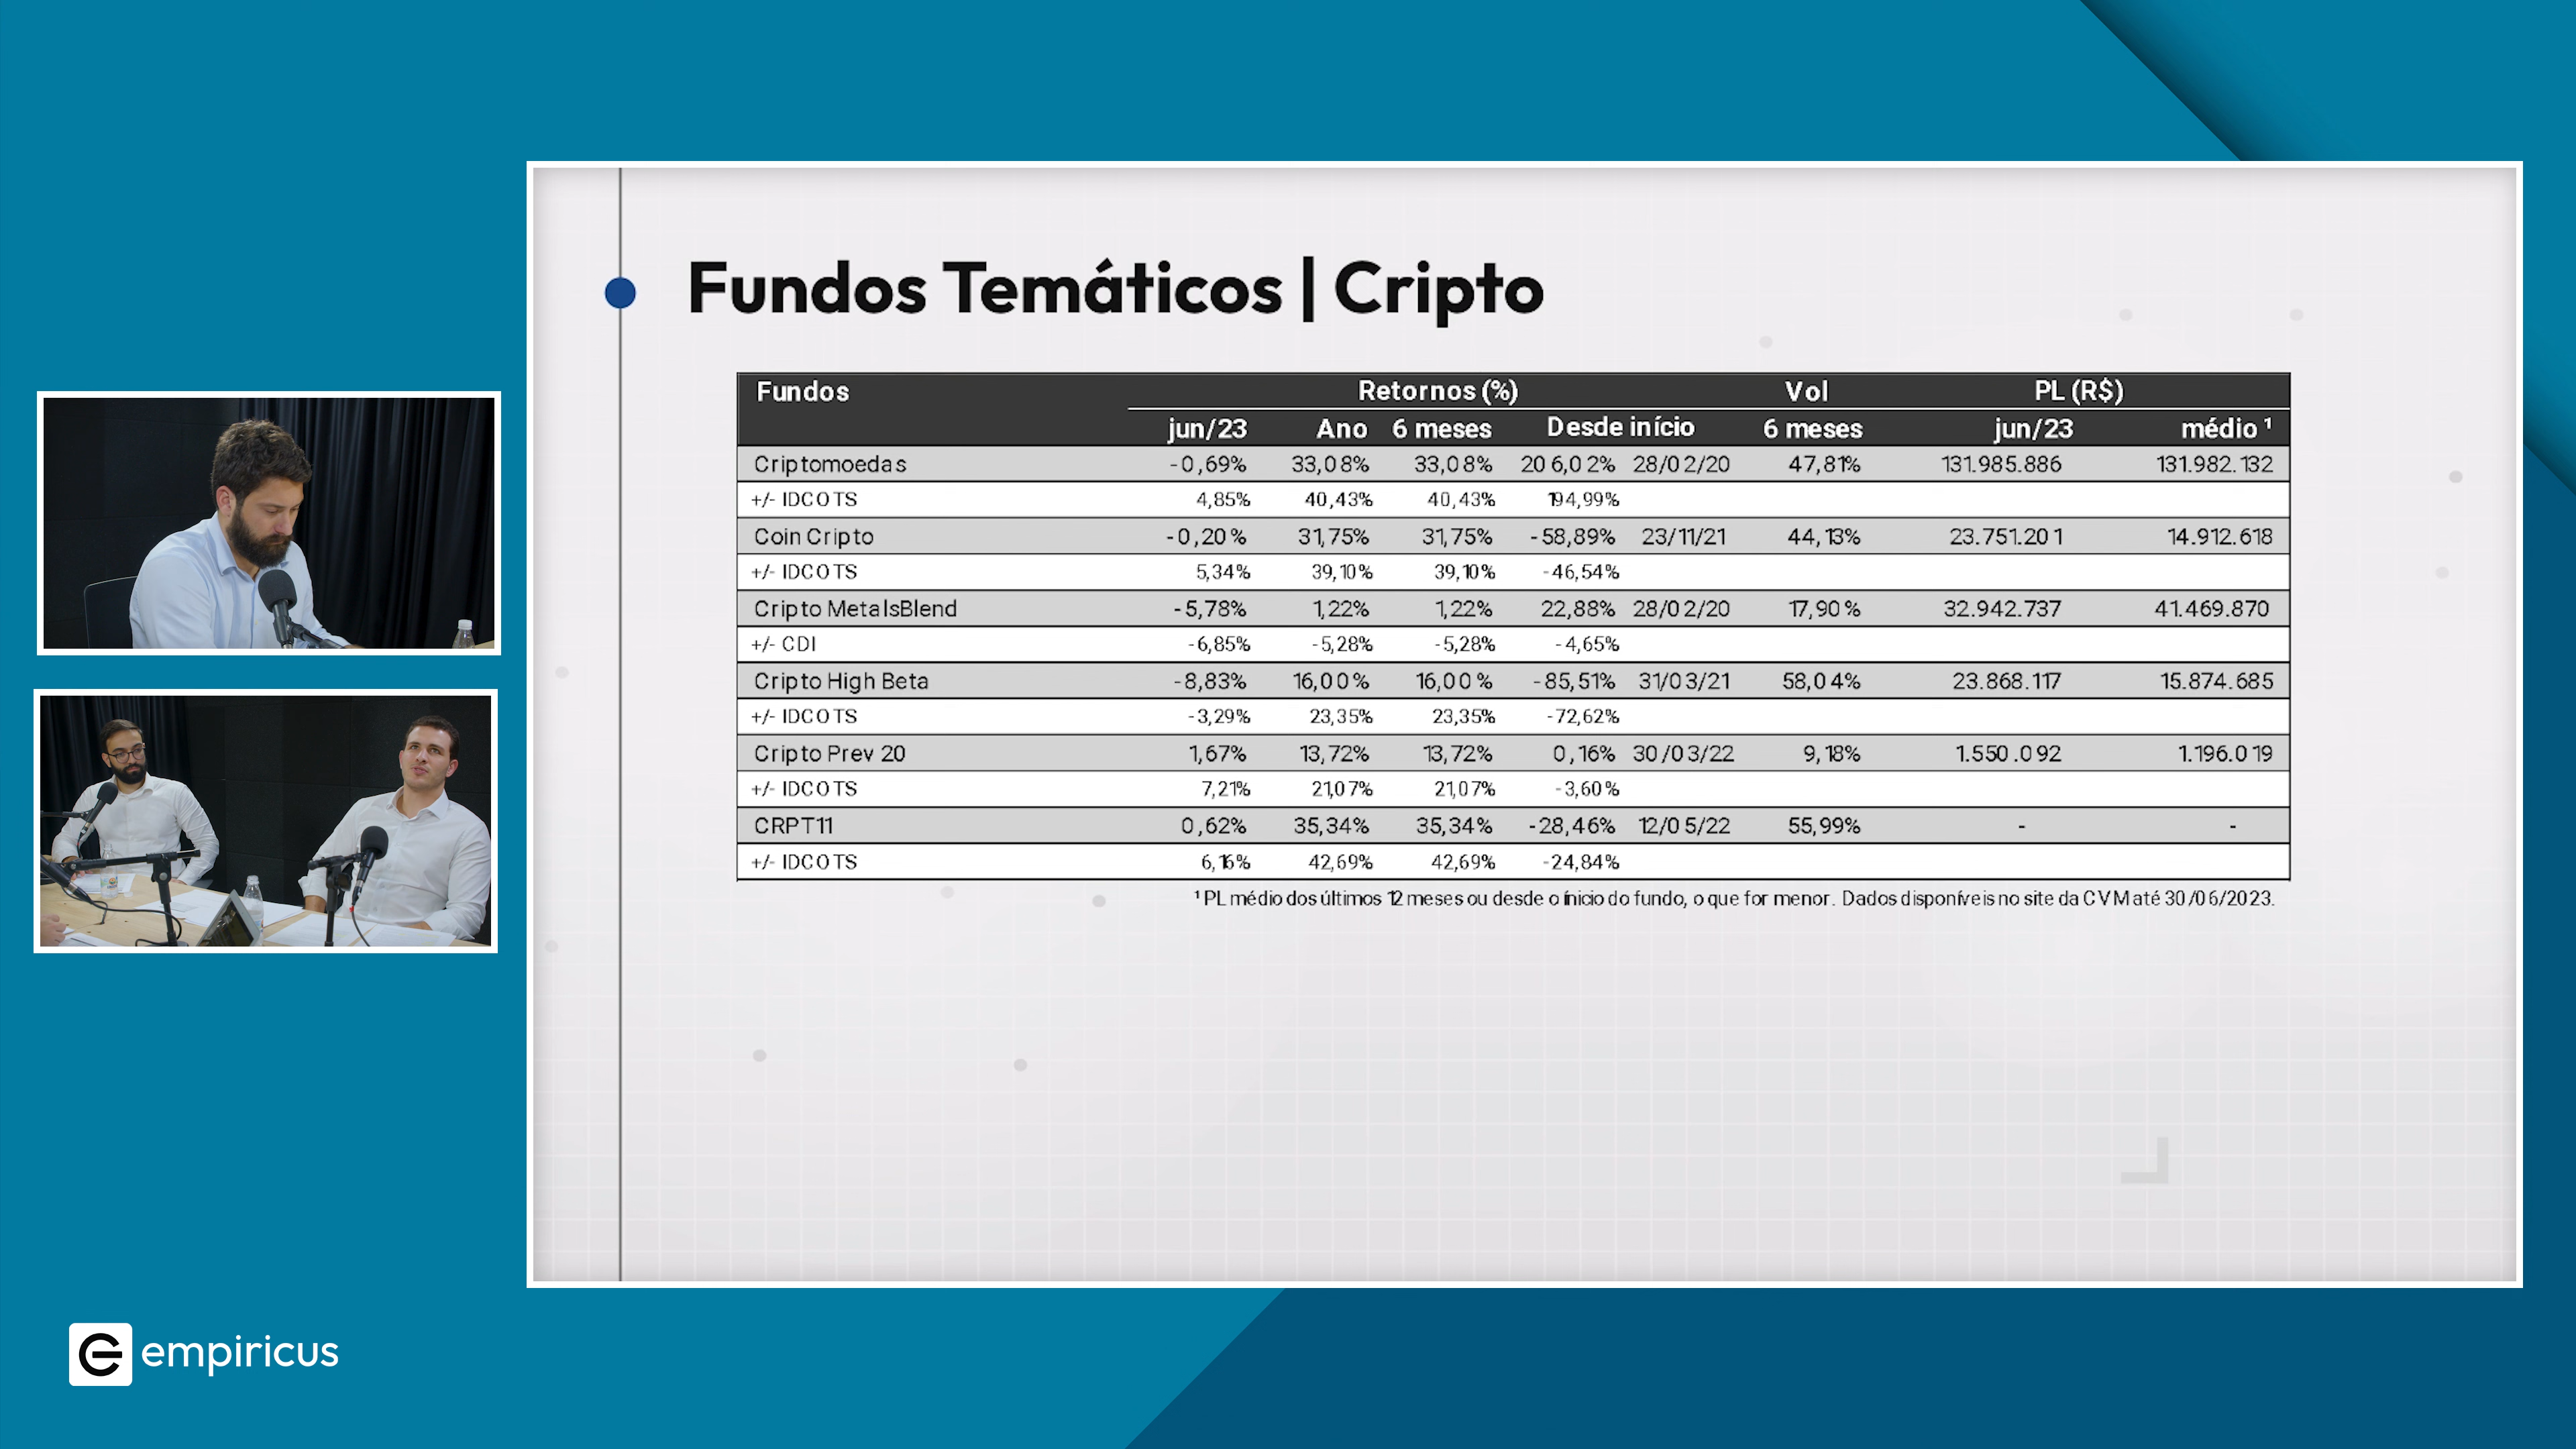 Fundos Temáticos | Cripto
Fundos Retornos (%) Vol PL (R$)
jun/23 Ano 6 meses Desde início 6 meses jun/23 médio ¹
Criptomoedas -0,69% 33,08% 33,08% 206,02% 28/02/20 47,81% 131.985.886 131.982.132
+/- IDCOTS 4,85% 40,43% 40,43% 194,99%
Coin Cripto -0,20% 31,75% 31,75% -58,89% 23/11/21 44,13% 23.751.201 14.912.618
+/- IDCOTS 5,34% 39,10% 39,10% -46,54%
Cripto MetalsBlend -5,78% 1,22% 1,22% 22,88% 28/02/20 17,90% 32.942.737 41.469.870
+/- CDI -6,85% -5,28% -5,28% -4,65%
Cripto High Beta -8,83% 16,00% 16,00% -85,51% 31/03/21 58,04% 23.868.117 15.874.685
+/- IDCOTS -3,29% 23,35% 23,35% -72,62%
Cripto Prev 20 1,67% 13,72% 13,72% 0,16% 30/03/22 9,18% 1.550.092 1.196.019
+/- IDCOTS 7,21% 21,07% 21,07% -3,60%
CRPT11 0,62% 35,34% 35,34% -28,46% 12/05/22 55,99% - -
+/- IDCOTS 6,16% 42,69% 42,69% -24,84%
¹ PL médio dos últimos 12 meses ou desde o ínicio do fundo, o que for menor. Dados disponíveis no site da CVM até 30/06/2023.
empiricus